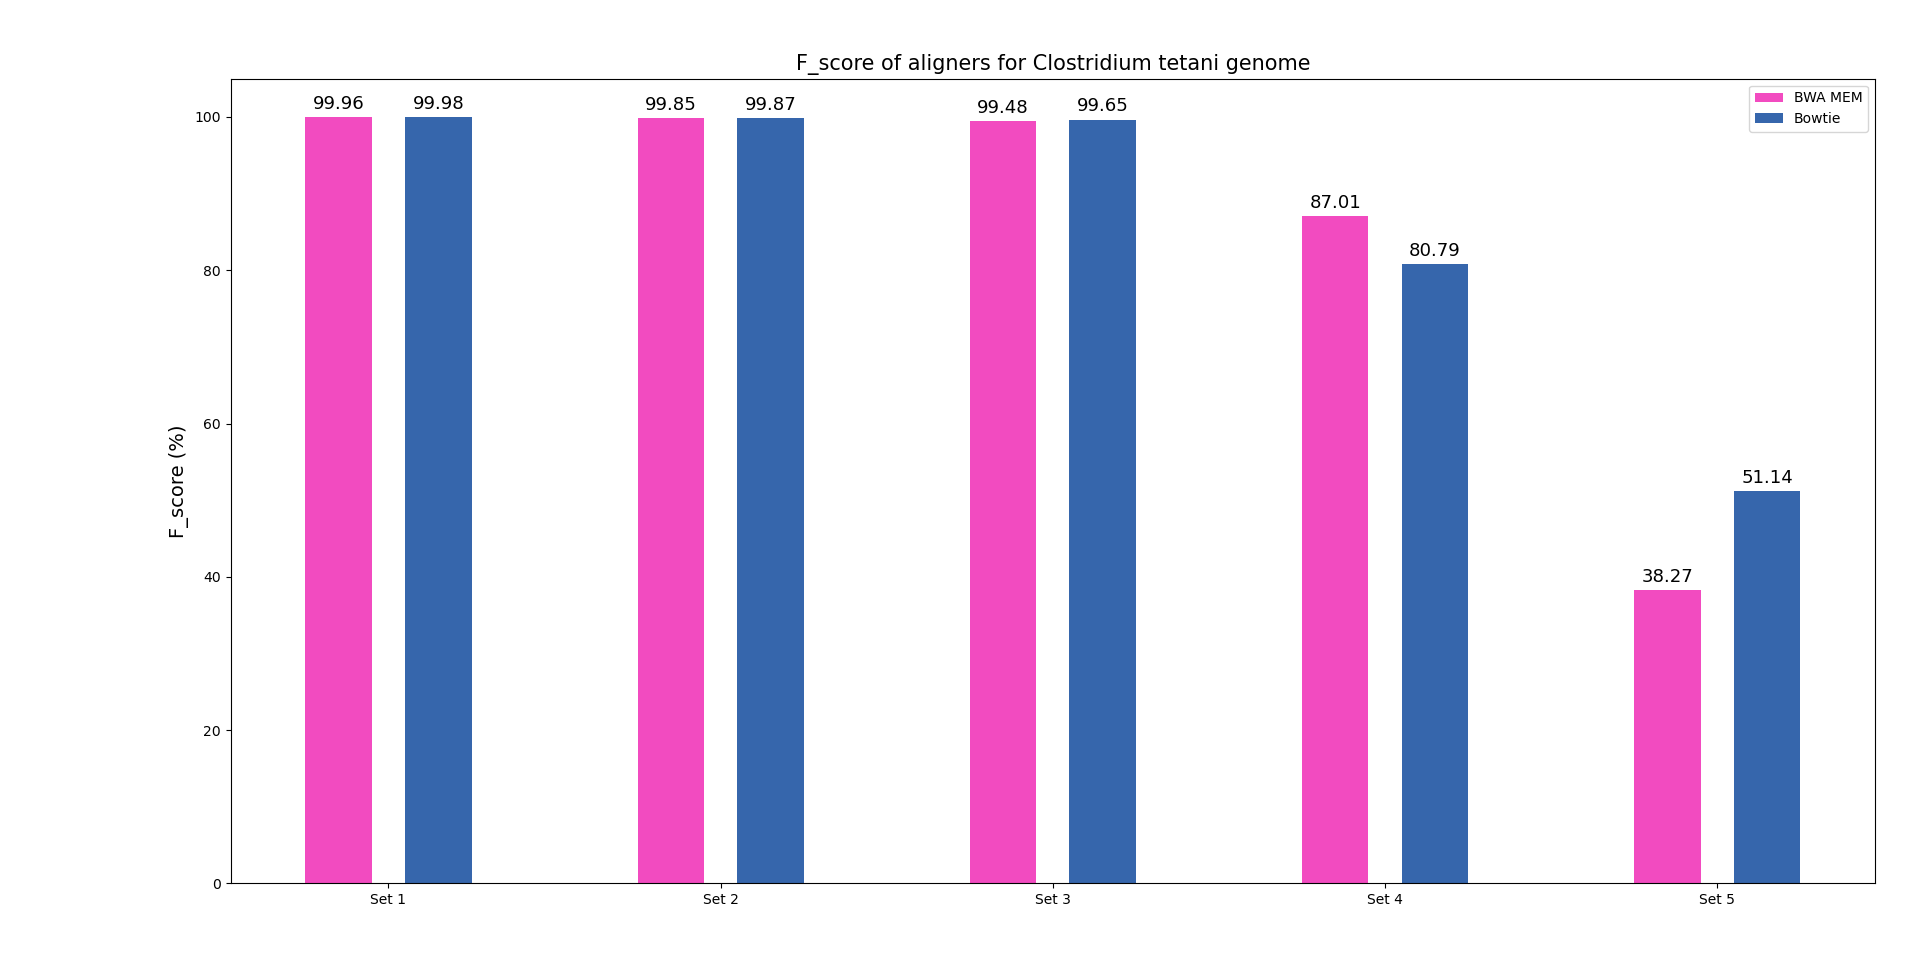 F_score of aligners for Clostridium tetani genome
BWA MEM
Bowtie
99.96
99.98
99.85
99.87
99.48
99.65
87.01
80.79
38.27
51.14
F_score (%)
100
80
60
40
20
0
Set 1
Set 2
Set 3
Set 4
Set 5